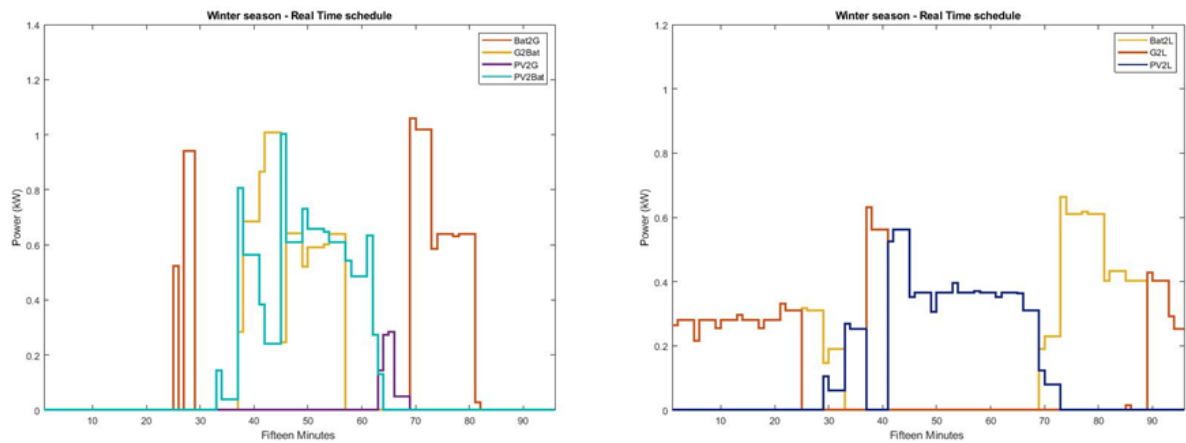 Winter season - Real Time schedule
1.4
1.2
1
0.8
0.6
0.4
0.2
0
Power (kW)
10 20 30 40 50 60 70 80 90
Fifteen Minutes
Bat2G
G2Bat
PV2G
PV2Bat
Winter season - Real Time schedule
1.2
1
0.8
0.6
0.4
0.2
0
Power (kW)
10 20 30 40 50 60 70 80 90
Fifteen Minutes
Bat2L
G2L
PV2L